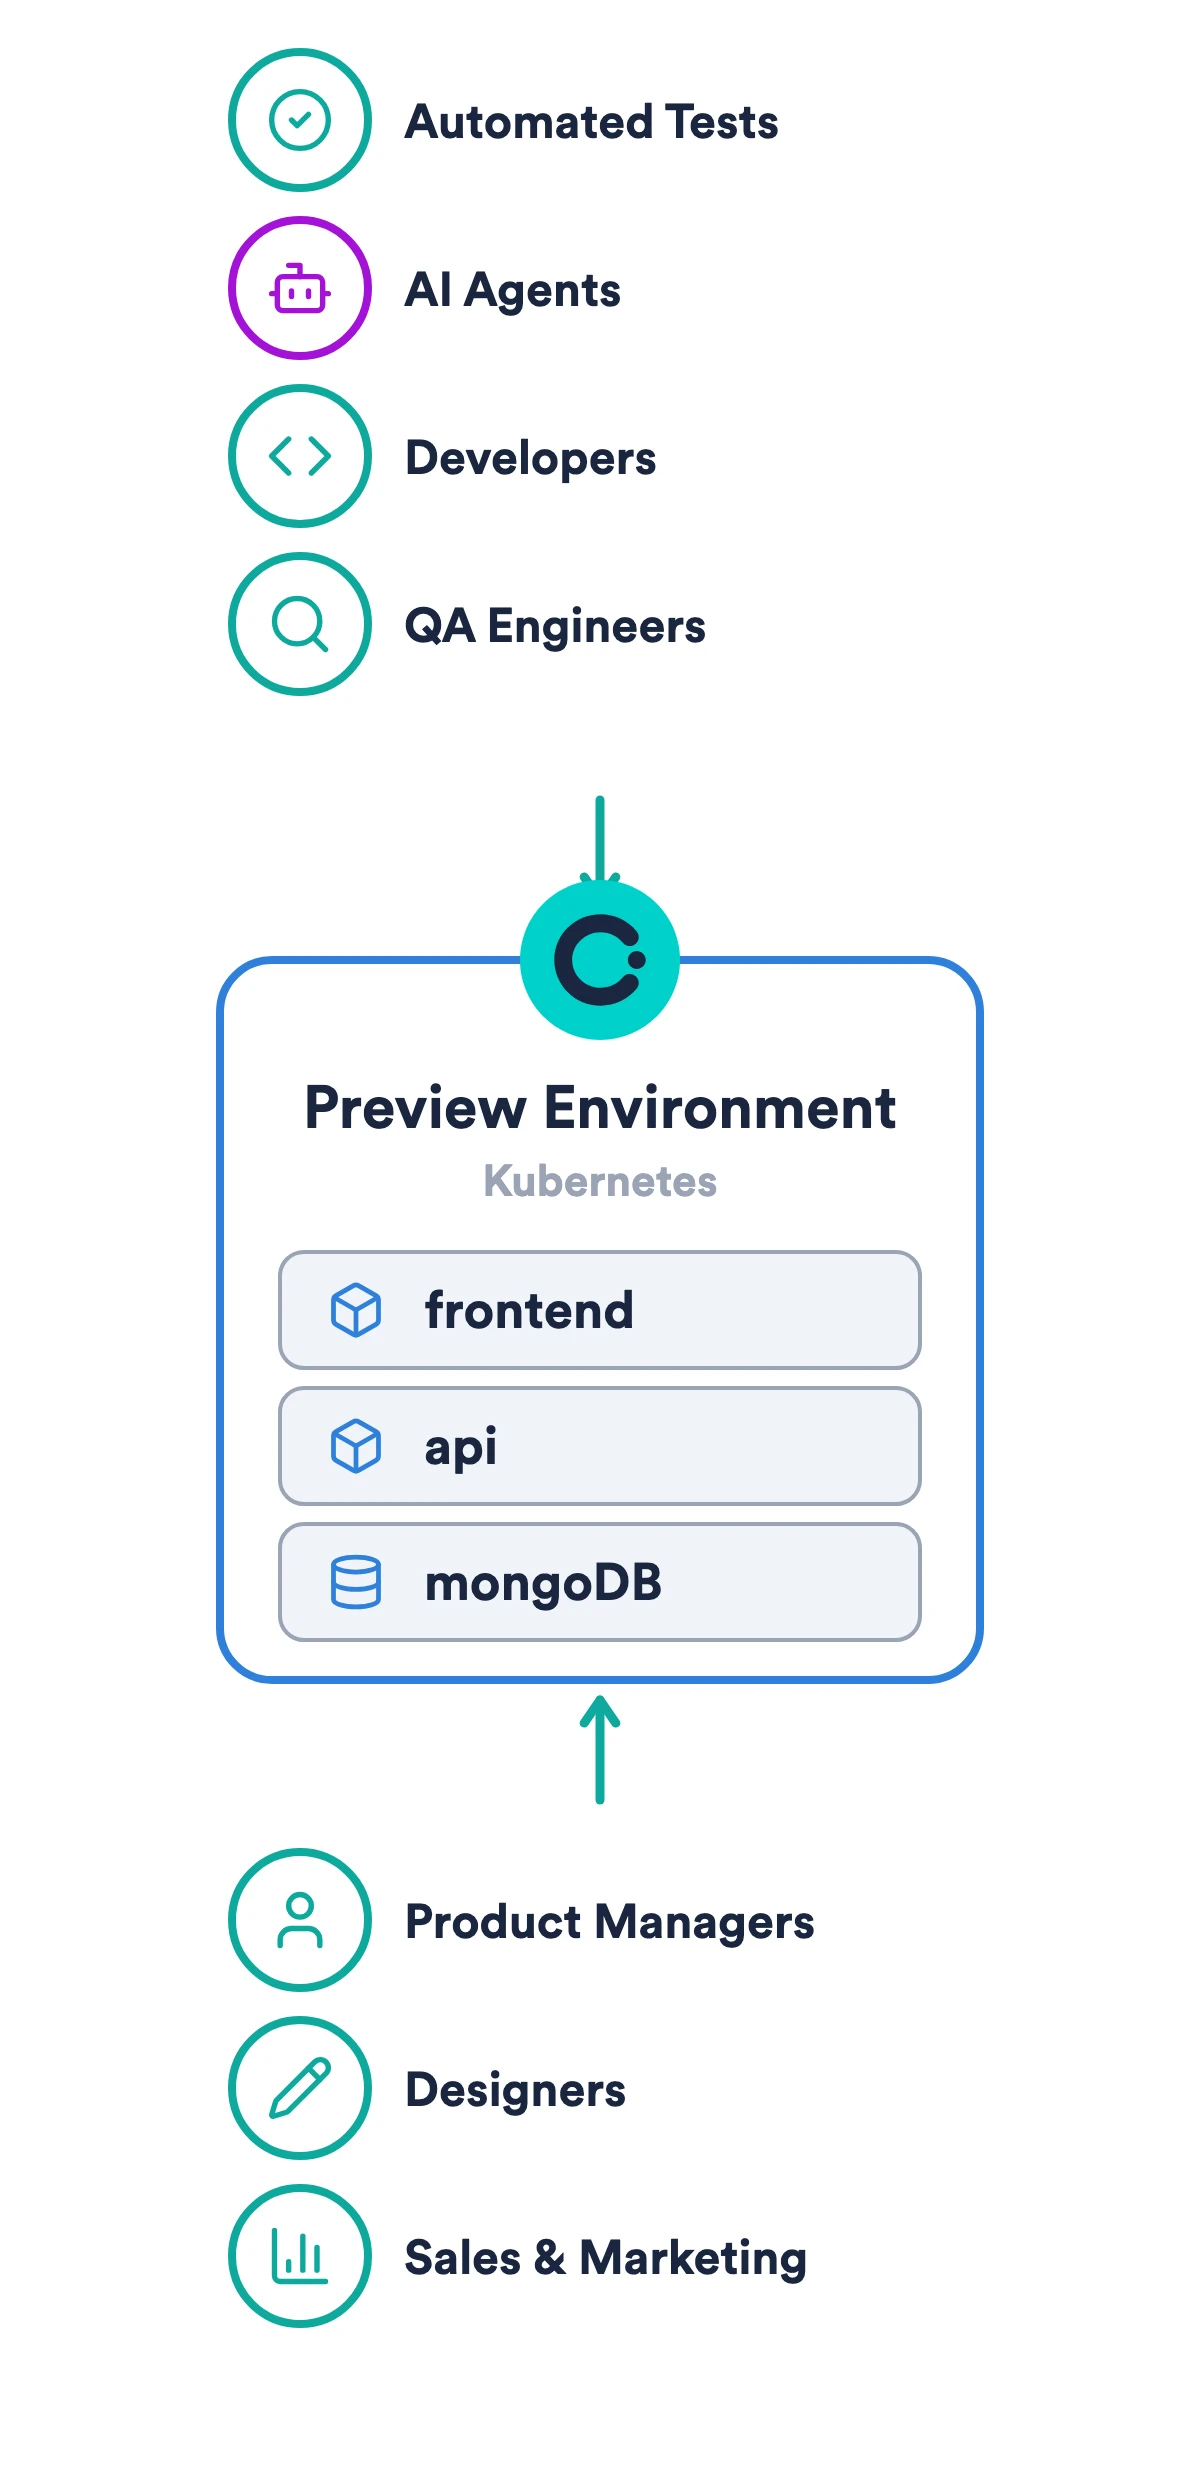 Automated Tests
AI Agents
Developers
QA Engineers
Preview Environment
Kubernetes
frontend
api
mongoDB
Product Managers
Designers
Sales & Marketing